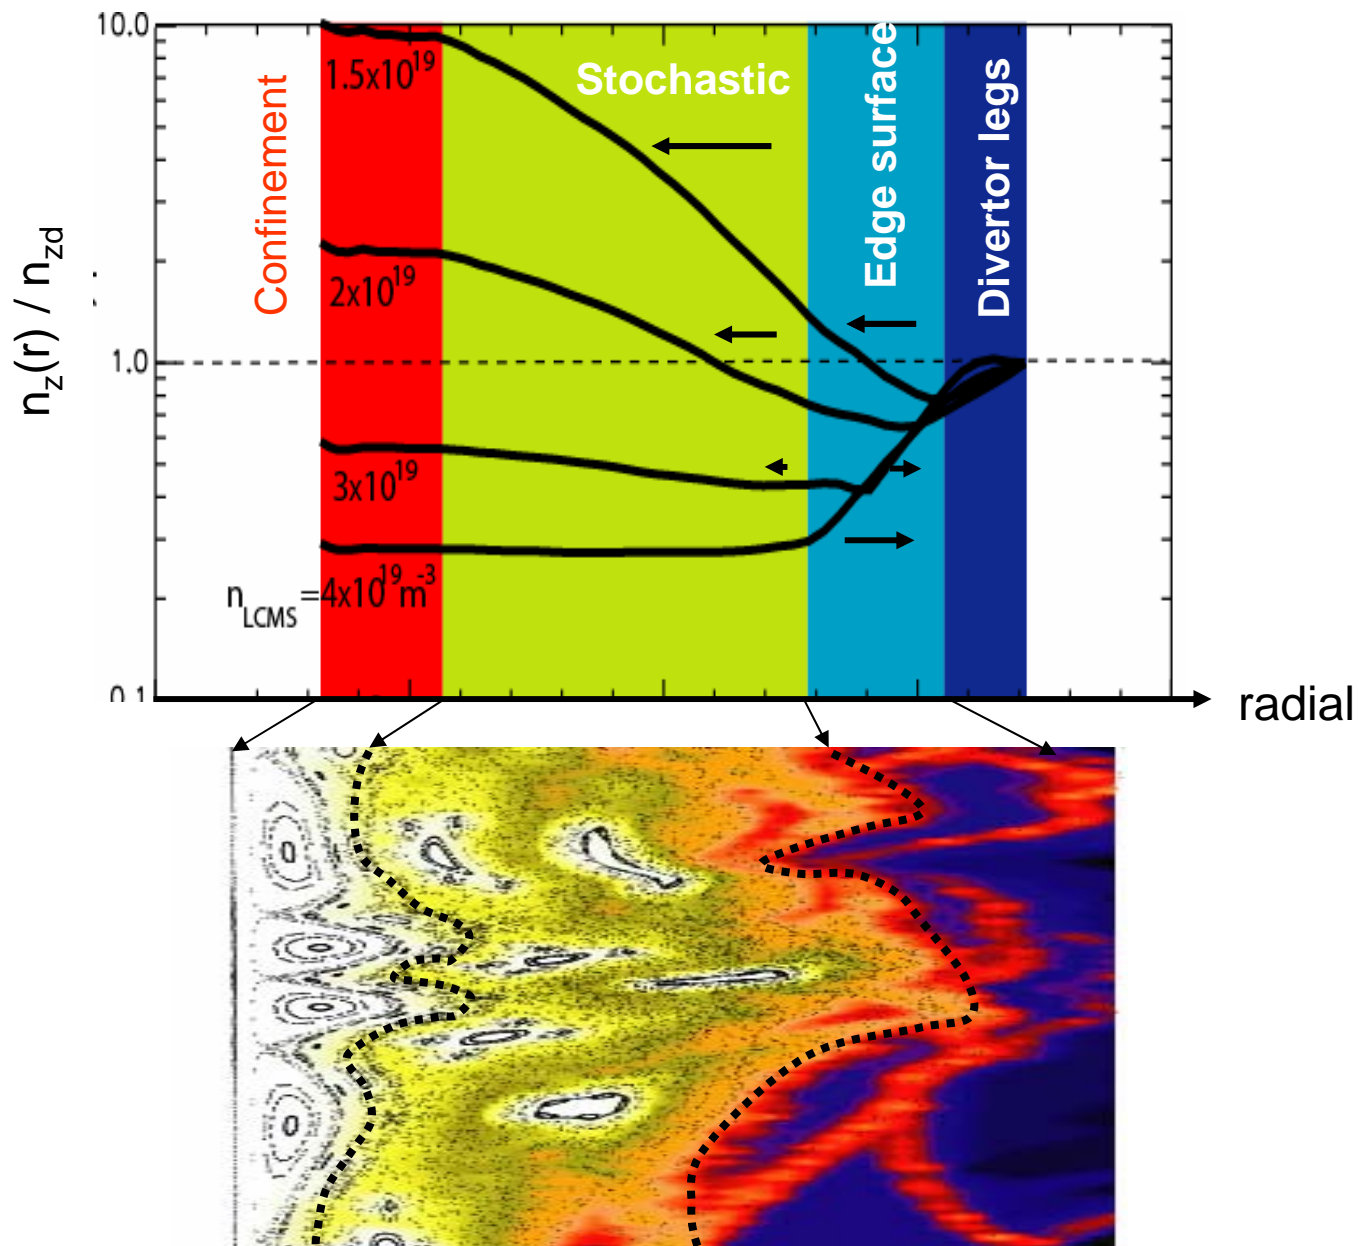 10.0
1.0
0.1
n_z(r) / n_zd
Confinement
Stochastic
Edge surface
Divertor legs
1.5x10^19
2x10^19
3x10^19
n_LCMS =4x10^19 m^-3
radial